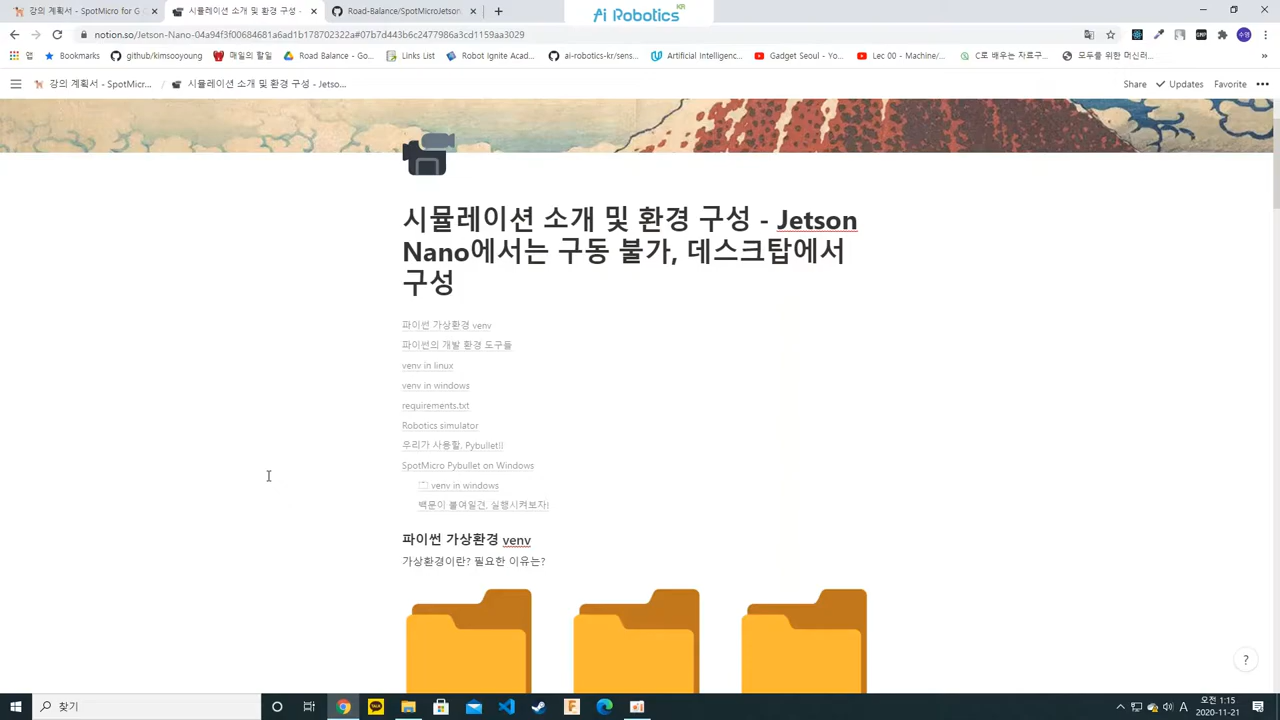 강의 계획서 - SpotMicro for G
시뮬레이션 소개 및 환경 구성 -
Road-Balance/SpotMicroJetson
Ai Robotics KR
notion.so/Jetson-Nano-04a94f3f00684681a6ad1b178702322a#07b7d443b6c2477986a3cd1159aa3029
앱
Bookmarks
github/kimsooyoung
매일의 할일
Road Balance - Go...
Links List
Robot Ignite Acad...
ai-robotics-kr/sens...
Artificial Intelligenc...
Gadget Seoul - Yo...
Lec 00 - Machine/...
C로 배우는 자료구...
모두를 위한 머신러...
강의 계획서 - SpotMicr...
/ 시뮬레이션 소개 및 환경 구성 - Jetso...
Share
Updates
Favorite
시뮬레이션 소개 및 환경 구성 - Jetson
Nano에서는 구동 불가, 데스크탑에서
구성
파이썬 가상환경 venv
파이썬의 개발 환경 도구들
venv in linux
venv in windows
requirements.txt
Robotics simulator
우리가 사용할, Pybullet!!
SpotMicro Pybullet on Windows
venv in windows
백문이 불여일견, 실행시켜보자!
파이썬 가상환경 venv
가상환경이란? 필요한 이유는?
?
찾기
A
오전 1:15
2020-11-21